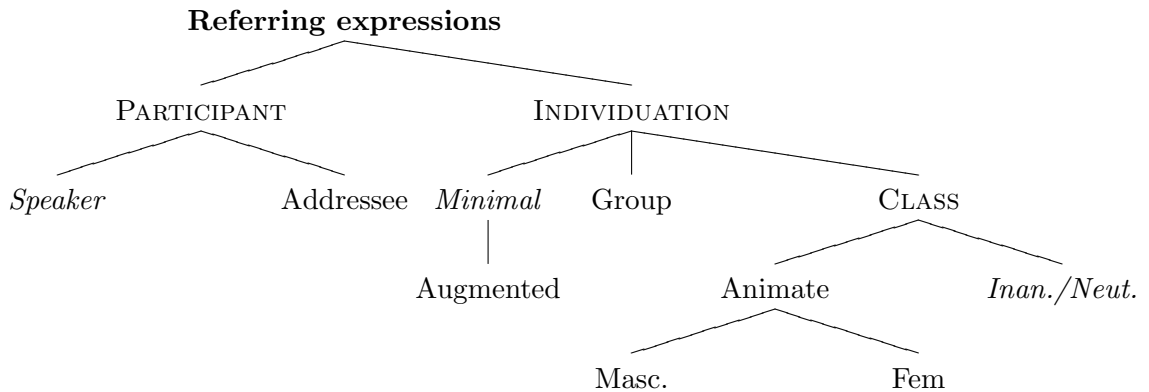 Referring expressions
PARTICIPANT INDIVIDUATION
Speaker Addressee Minimal Group CLASS
Augmented Animate Inan./Neut.
Masc. Fem